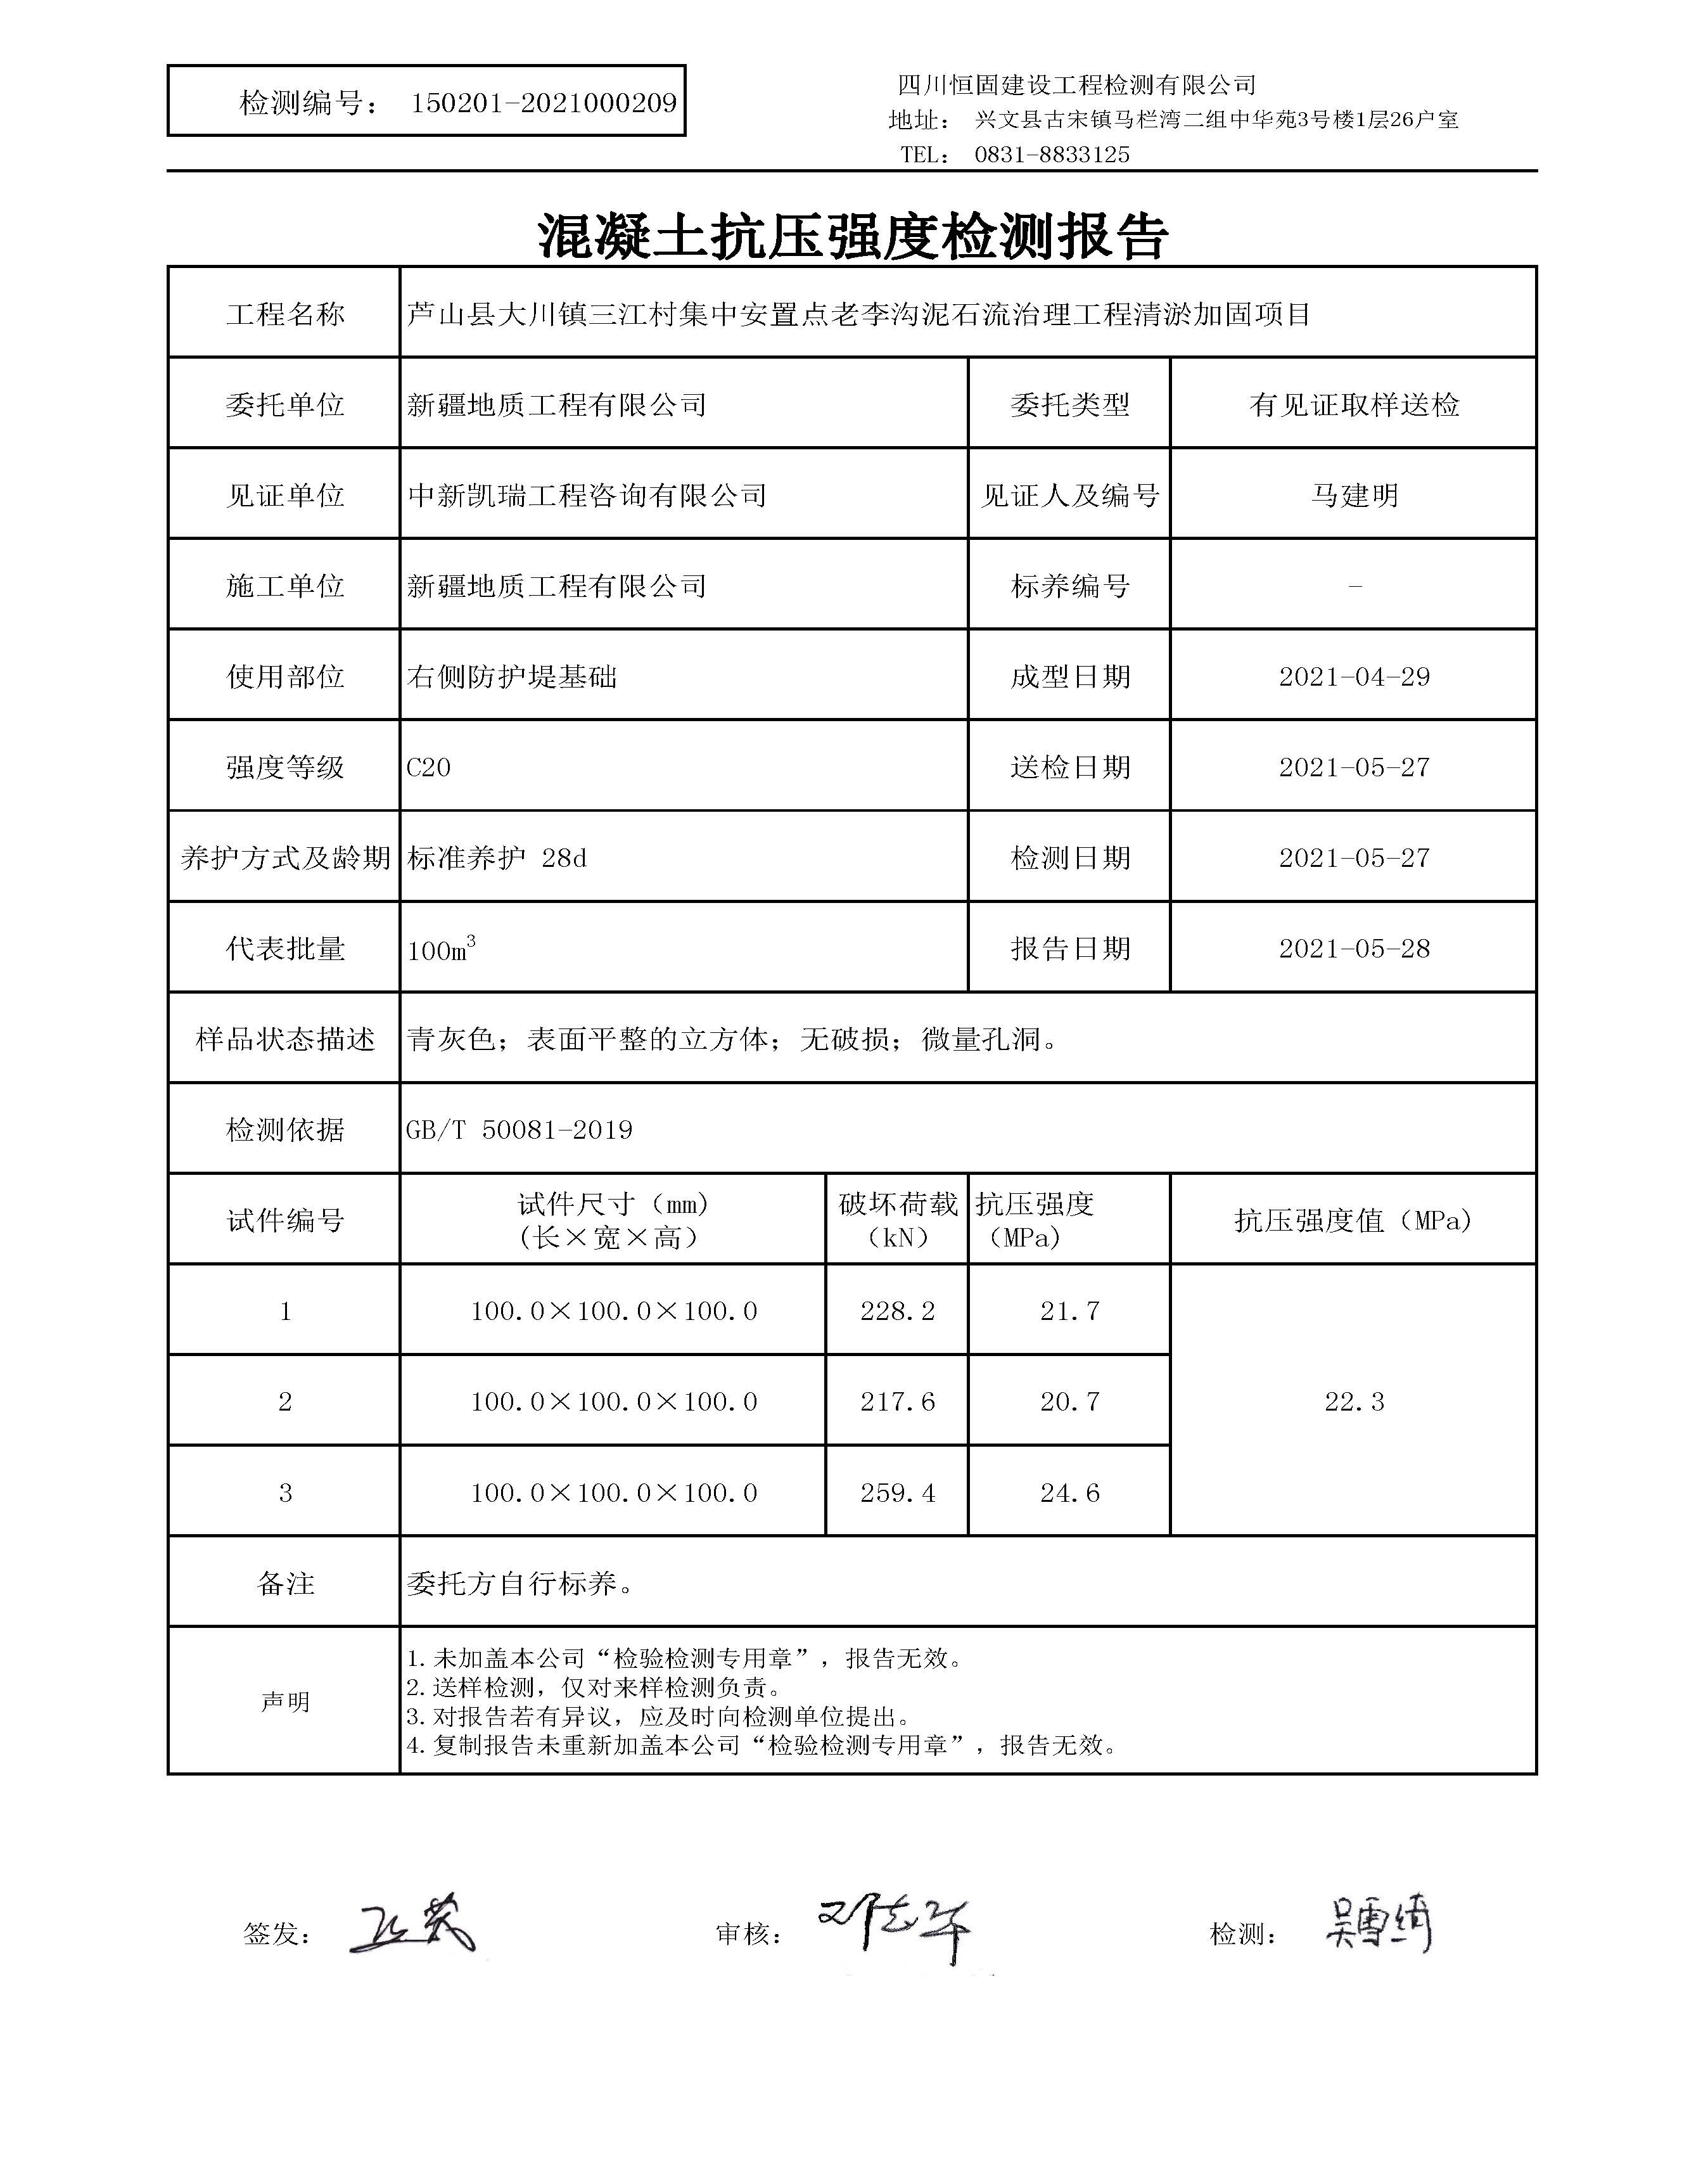 检测编号： 150201-2021000209
四川恒固建设工程检测有限公司
地址： 兴文县古宋镇马栏湾二组中华苑3号楼1层26户室
TEL： 0831-8833125
混凝土抗压强度检测报告
工程名称 芦山县大川镇三江村集中安置点老李沟泥石流治理工程清淤加固项目
委托单位 新疆地质工程有限公司 委托类型 有见证取样送检
见证单位 中新凯瑞工程咨询有限公司 见证人及编号 马建明
施工单位 新疆地质工程有限公司 标养编号 -
使用部位 右侧防护堤基础 成型日期 2021-04-29
强度等级 C20 送检日期 2021-05-27
养护方式及龄期 标准养护 28d 检测日期 2021-05-27
代表批量 100m³ 报告日期 2021-05-28
样品状态描述 青灰色；表面平整的立方体；无破损；微量孔洞。
检测依据 GB/T 50081-2019
试件编号 试件尺寸（mm） 破坏荷载 抗压强度 抗压强度值（MPa）
（长×宽×高） （kN） （MPa）
1 100.0×100.0×100.0 228.2 21.7
2 100.0×100.0×100.0 217.6 20.7 22.3
3 100.0×100.0×100.0 259.4 24.6
备注 委托方自行标养。
声明
1.未加盖本公司“检验检测专用章”，报告无效。
2.送样检测，仅对来样检测负责。
3.对报告若有异议，应及时向检测单位提出。
4.复制报告未重新加盖本公司“检验检测专用章”，报告无效。
签发： 审核： 邓志军 检测： 吴雪绮